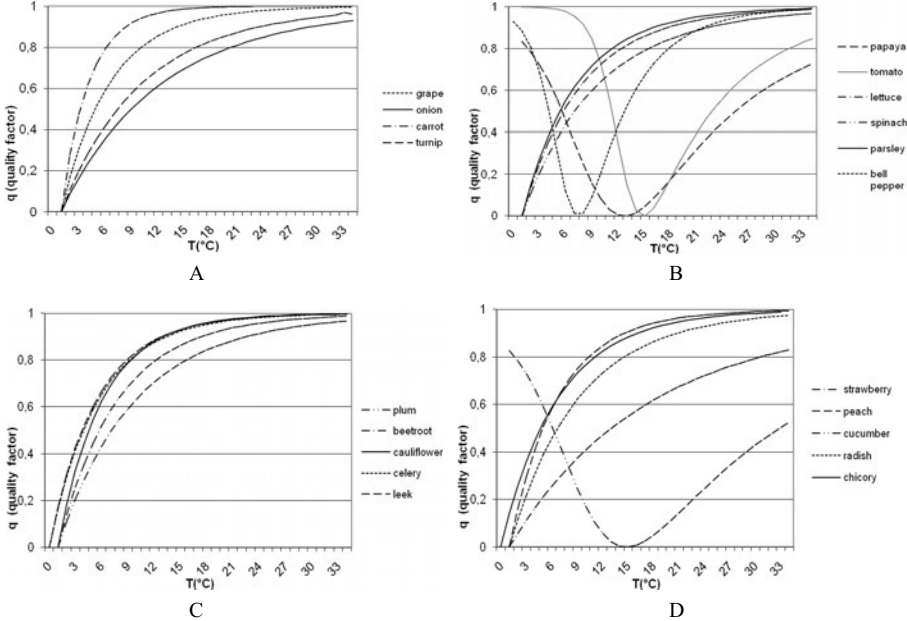 1
0,8
0,6
0,4
0,2
0
q (quality factor)
0 3 6 9 12 15 18 21 24 27 30 33
T(°C)
grape
onion
carrot
turnip
A
1
0,8
0,6
0,4
0,2
0
q (quality factor)
0 3 6 9 12 15 18 21 24 27 30 33
T(°C)
papaya
tomato
lettuce
spinach
parsley
bell
pepper
B
1
0,8
0,6
0,4
0,2
0
q (quality factor)
0 3 6 9 12 15 18 21 24 27 30 33
T(°C)
plum
beetroot
cauliflower
celery
leek
C
1
0,8
0,6
0,4
0,2
0
q (quality factor)
0 3 6 9 12 15 18 21 24 27 30 33
T(°C)
strawberry
peach
cucumber
radish
chicory
D